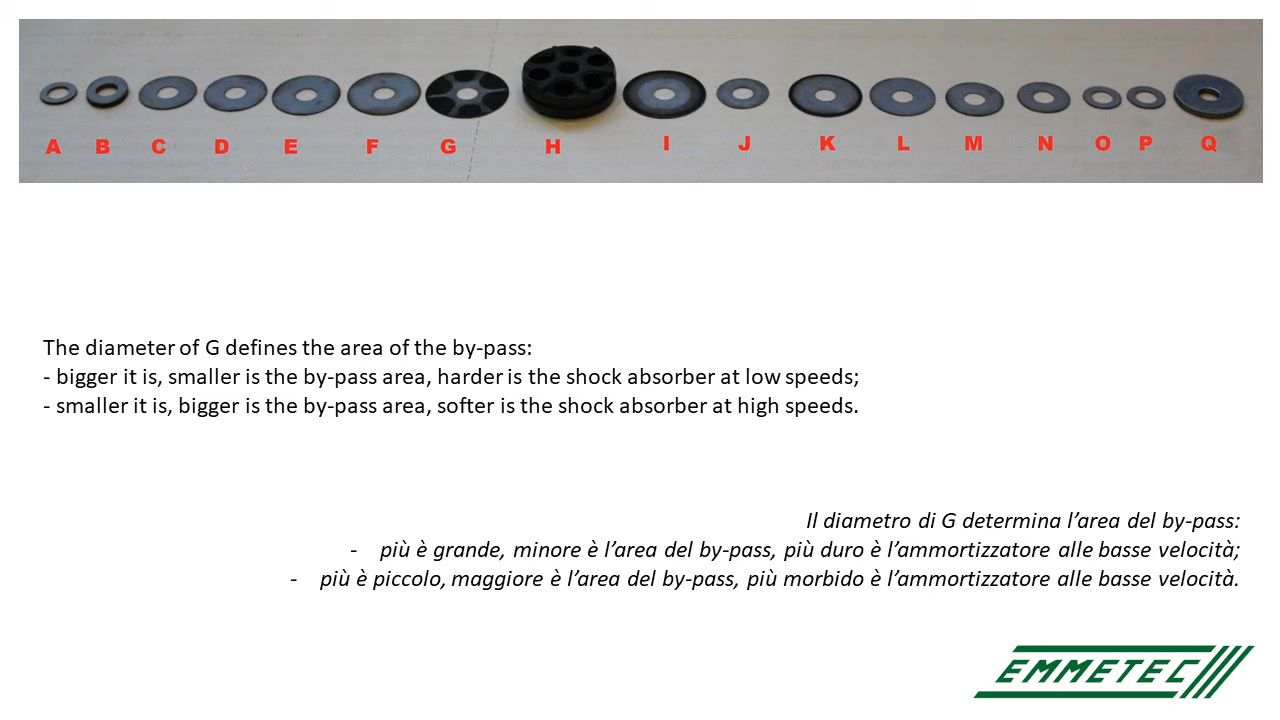 A B C D E F G H I J K L M N O P Q
The diameter of G defines the area of the by-pass:
- bigger it is, smaller is the by-pass area, harder is the shock absorber at low speeds;
- smaller it is, bigger is the by-pass area, softer is the shock absorber at high speeds.
Il diametro di G determina l’area del by-pass:
- più è grande, minore è l’area del by-pass, più duro è l’ammortizzatore alle basse velocità;
- più è piccolo, maggiore è l’area del by-pass, più morbido è l’ammortizzatore alle basse velocità.
EMMETEC